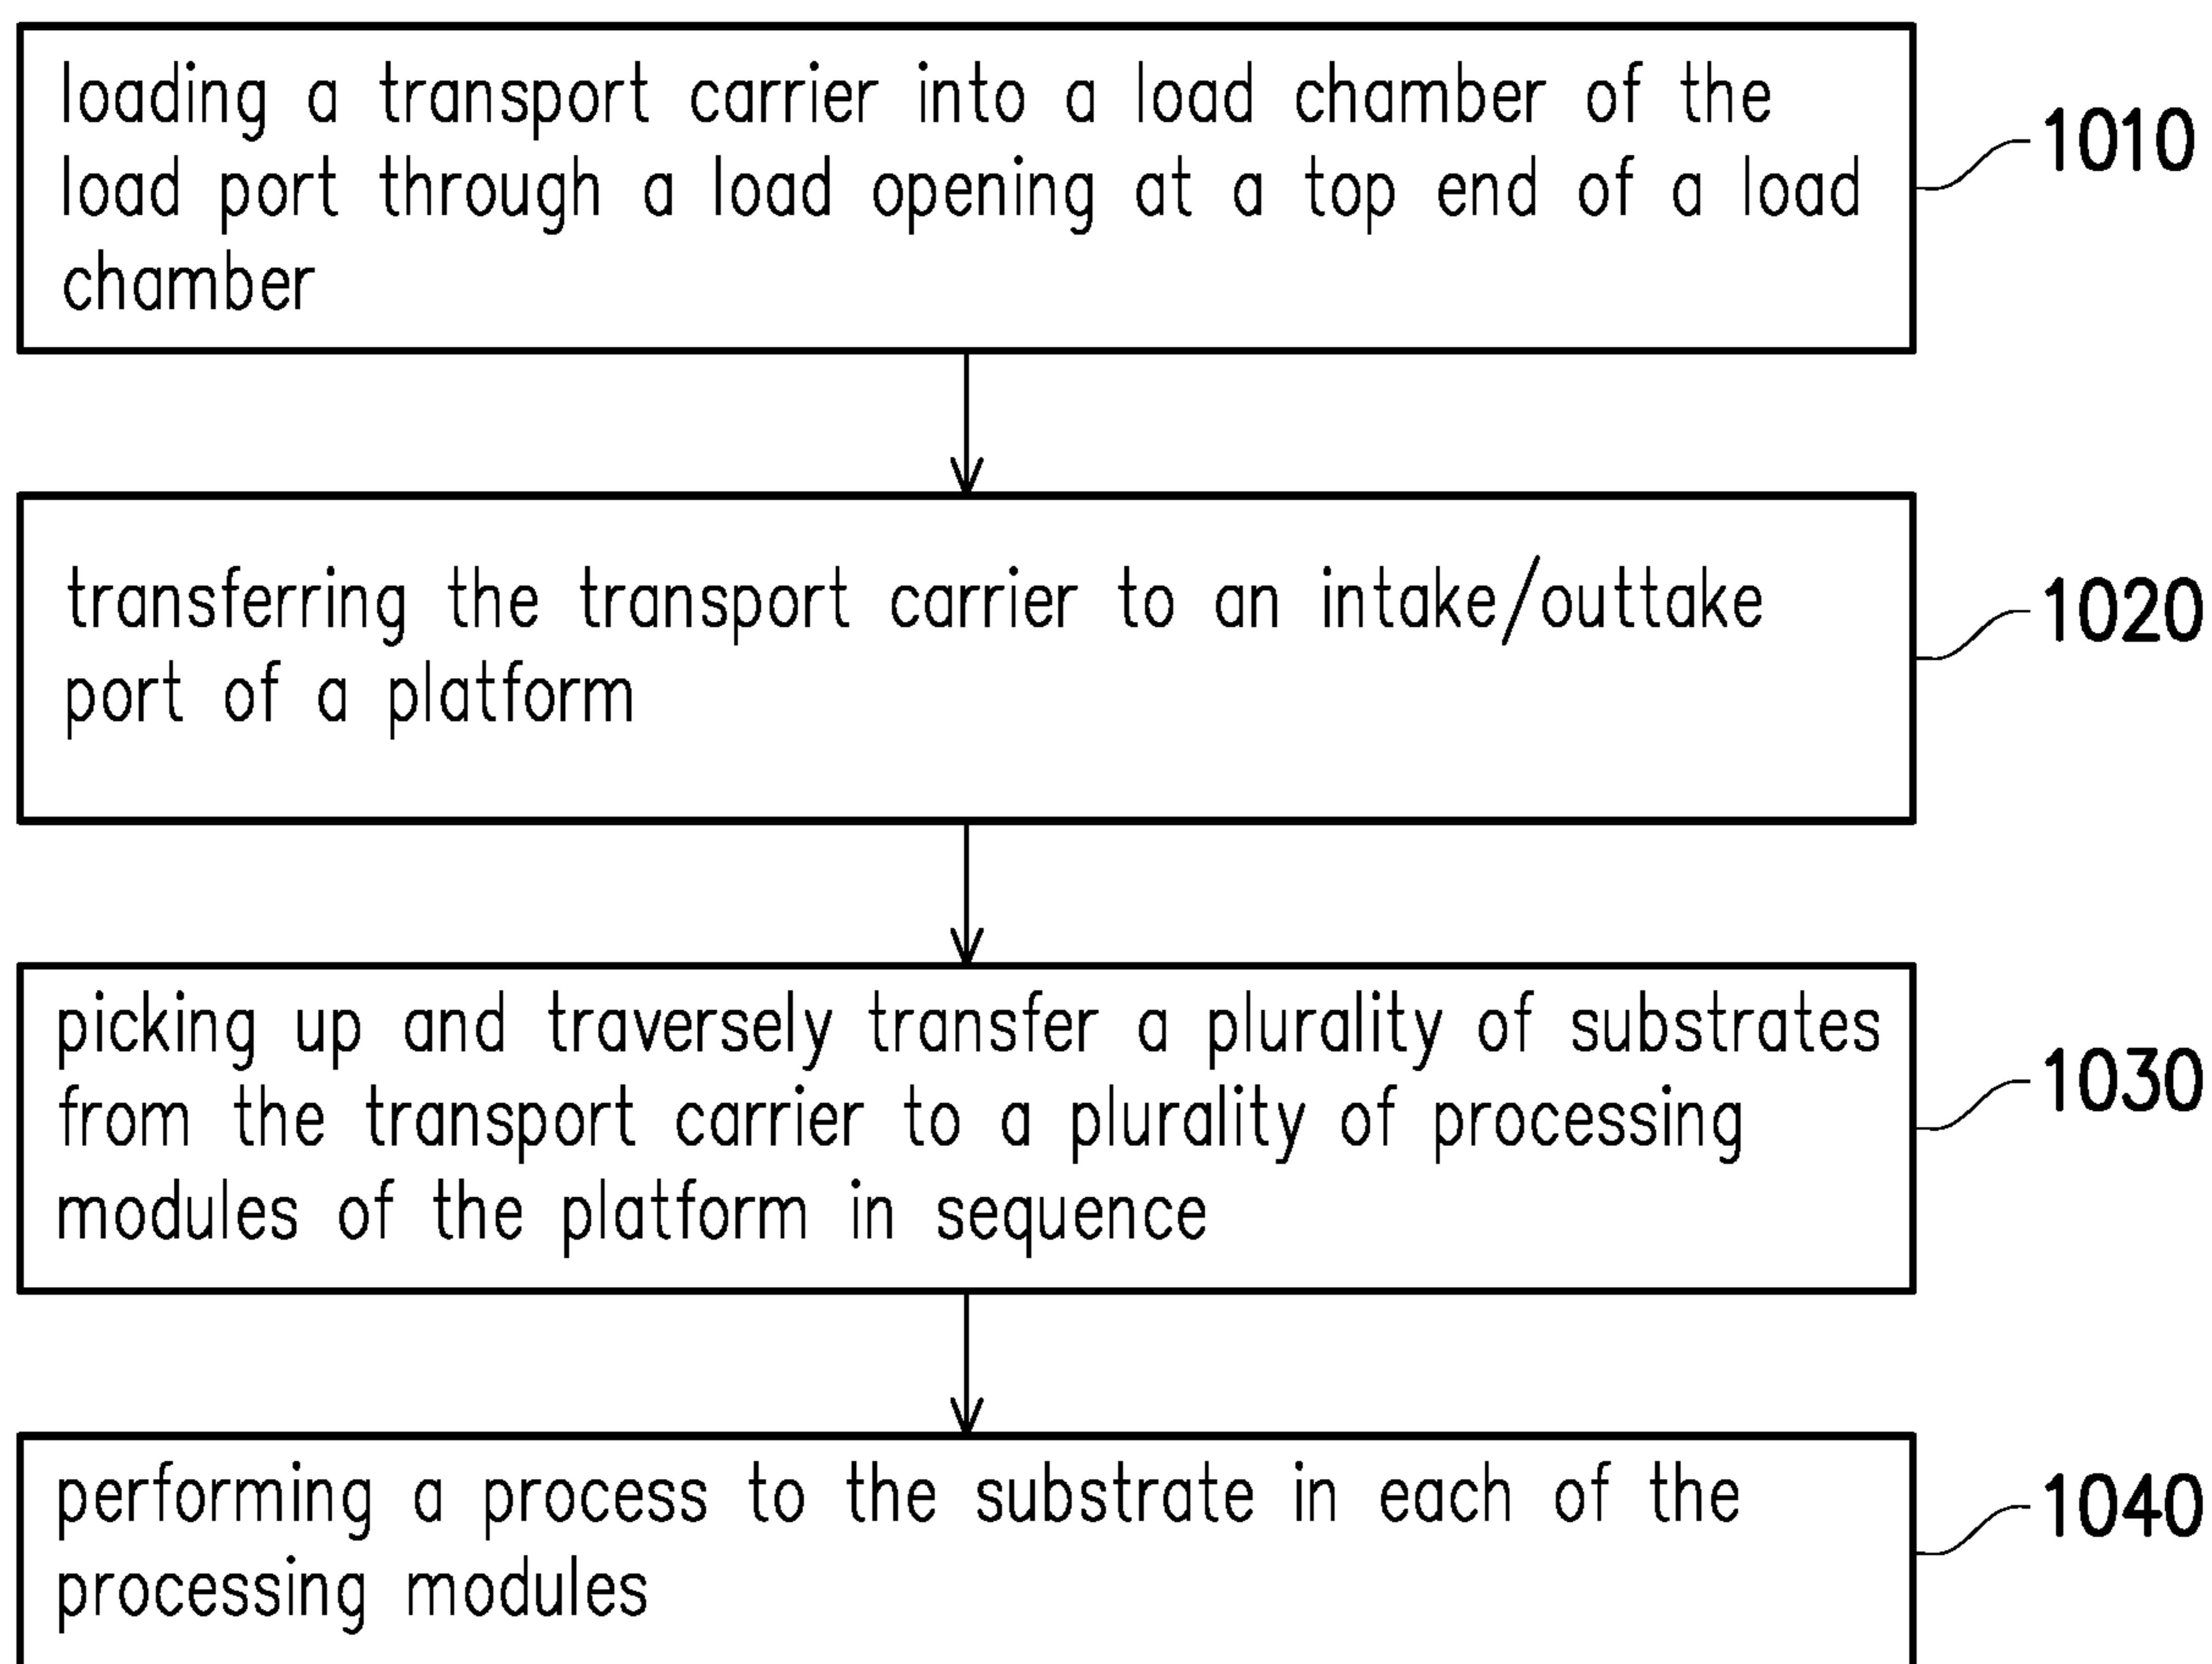 loading a transport carrier into a load chamber of the
load port through a load opening at a top end of a load
chamber
1010
transferring the transport carrier to an intake/outtake
port of a platform
1020
picking up and traversely transfer a plurality of substrates
from the transport carrier to a plurality of processing
modules of the platform in sequence
1030
performing a process to the substrate in each of the
processing modules
1040